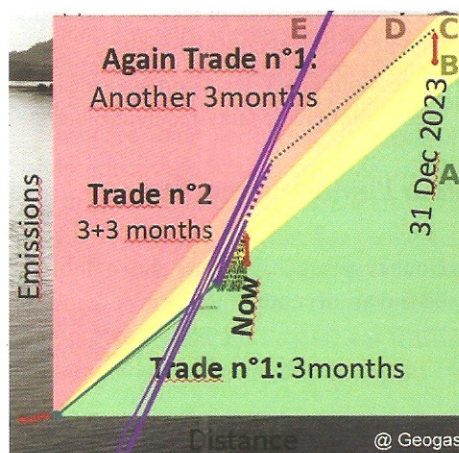 E
D
C
Again Trade n°1:
Another 3months
B
31 Dec 2023
A
Trade n°2
3+3 months
Emissions
Now
Trade n°1: 3months
Distance
@ Geogas